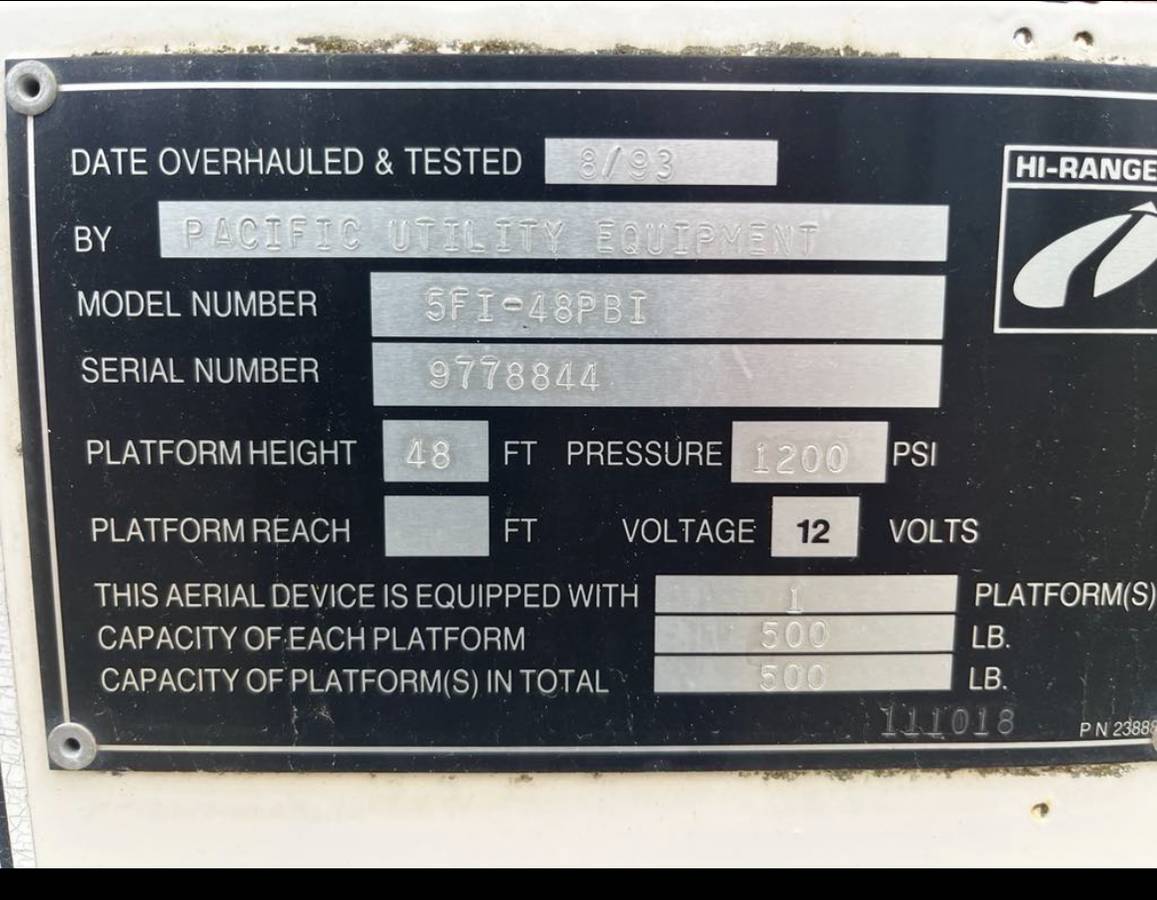 DATE OVERHAULED & TESTED 8/93
HI-RANGE
BY PACIFIC UTILITY EQUIPMENT
MODEL NUMBER 5FI-48PBI
SERIAL NUMBER 9778844
PLATFORM HEIGHT 48 FT PRESSURE 1200 PSI
PLATFORM REACH FT VOLTAGE 12 VOLTS
THIS AERIAL DEVICE IS EQUIPPED WITH 1 PLATFORM(S)
CAPACITY OF EACH PLATFORM 500 LB.
CAPACITY OF PLATFORM(S) IN TOTAL 500 LB.
111018
P N 23888